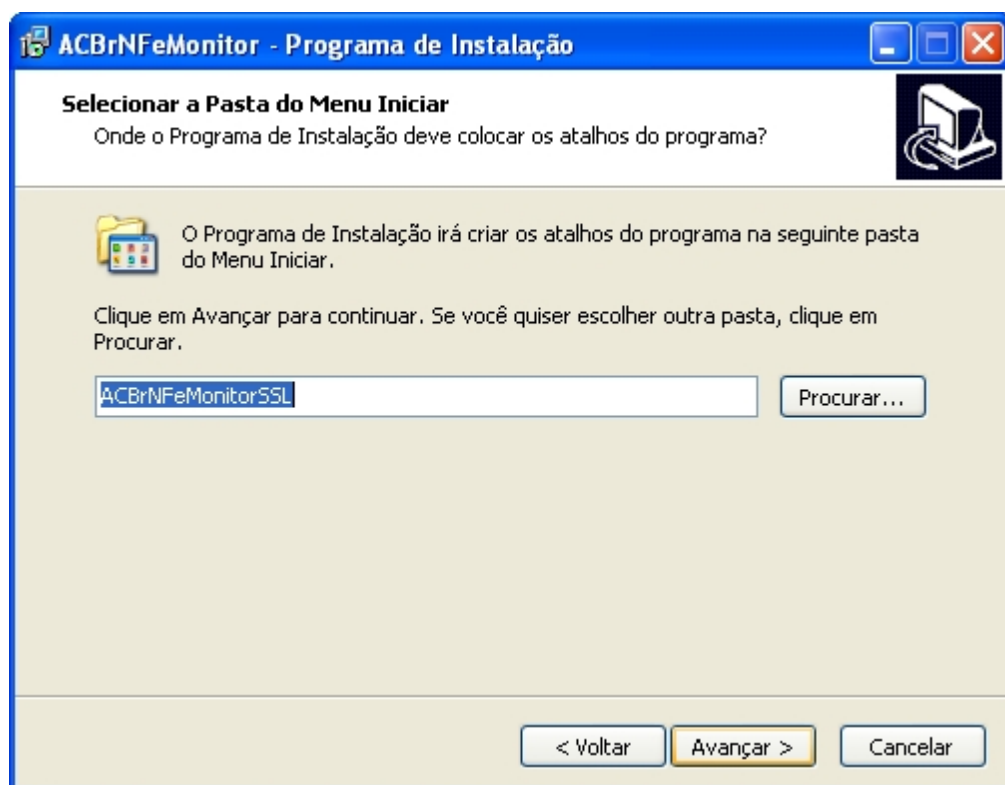 ACBrNFeMonitor - Programa de Instalação
Selecionar a Pasta do Menu Iniciar
Onde o Programa de Instalação deve colocar os atalhos do programa?
O Programa de Instalação irá criar os atalhos do programa na seguinte pasta
do Menu Iniciar.
Clique em Avançar para continuar. Se você quiser escolher outra pasta, clique em
Procurar.
ACBrNFeMonitorSSL
Procurar...
< Voltar
Avançar >
Cancelar